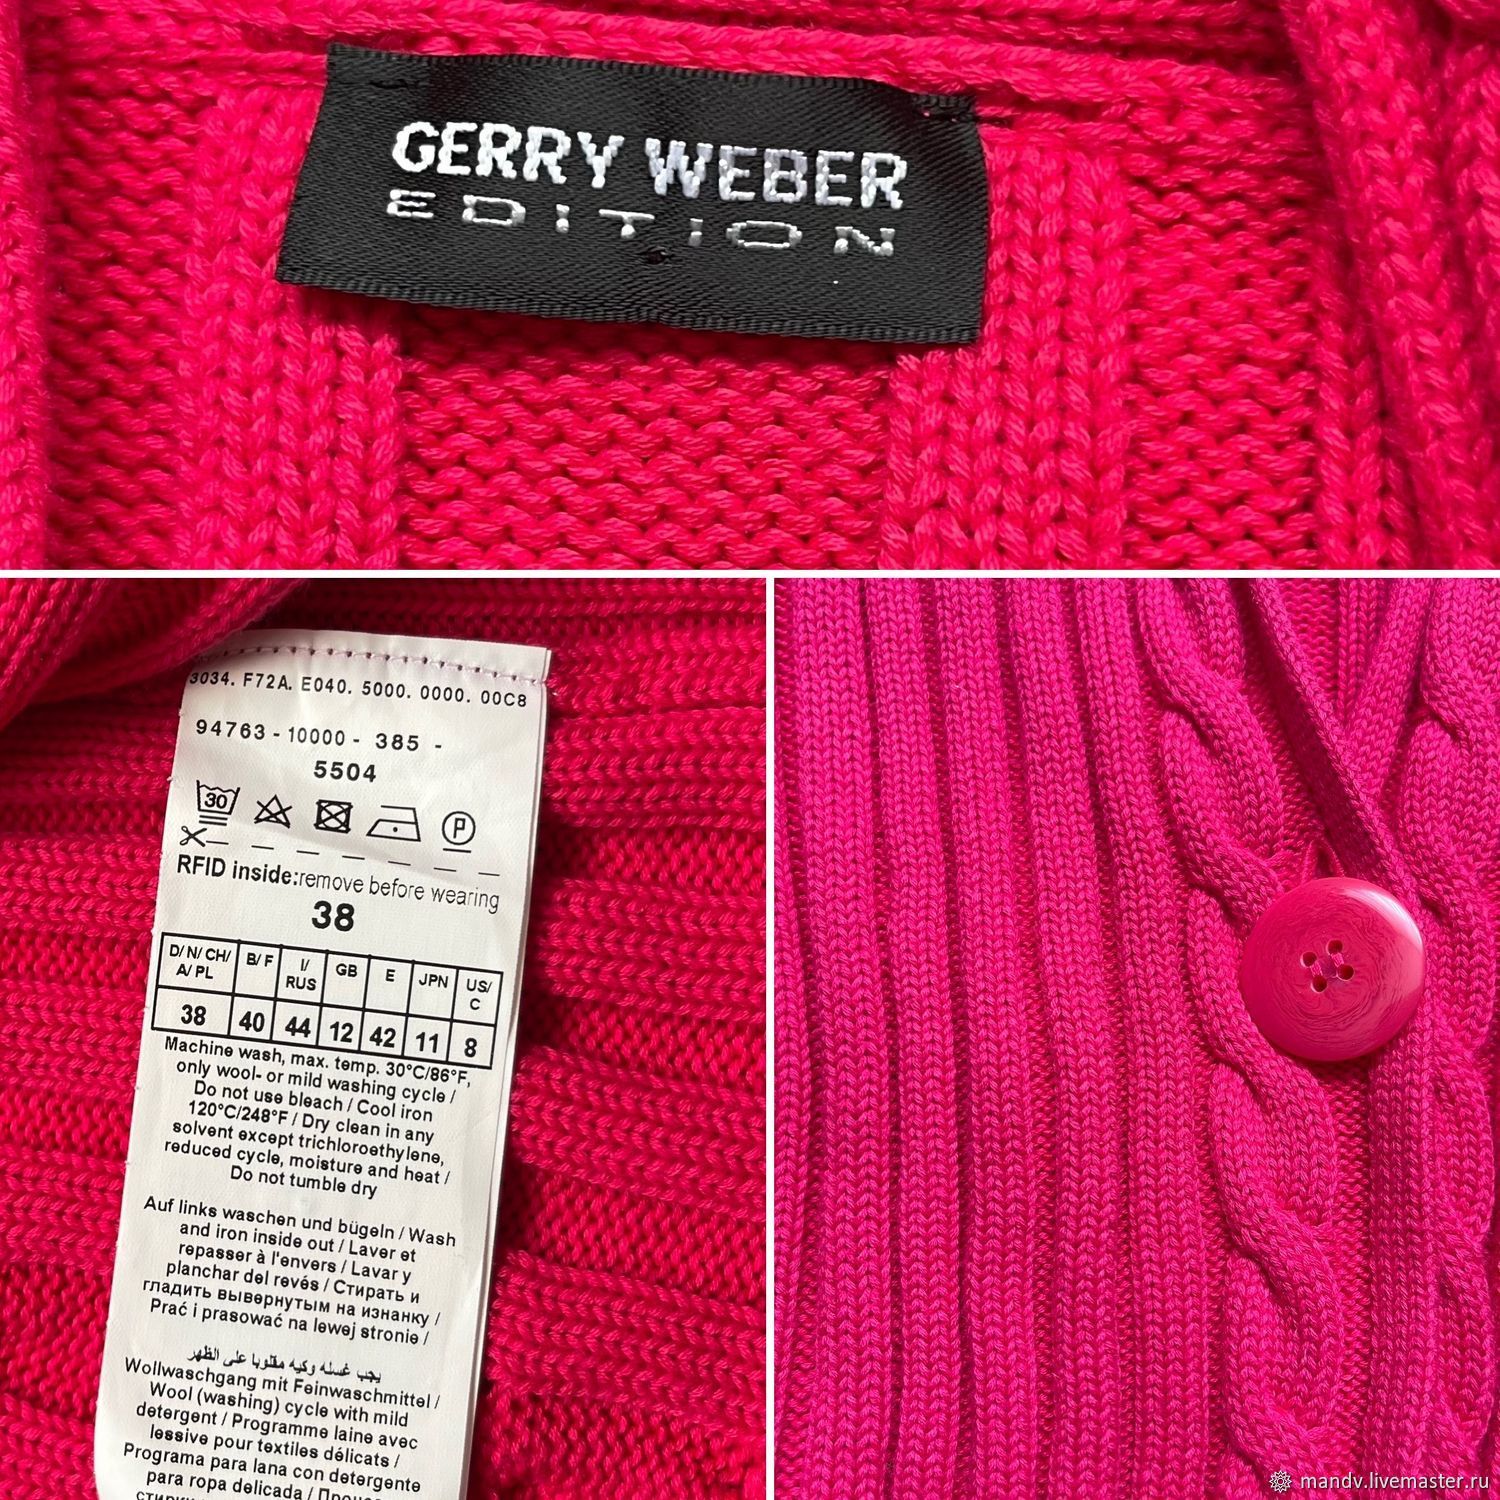 GERRY WEBER
EDITION
3034. F72A. E040. 5000. 0000. 00C8
94763 - 10000 - 385 -
5504
30 P
RFID inside:remove before wearing
38
D/ N/ CH/ A/ PL B/ F I/ RUS GB E JPN US/ C
38 40 44 12 42 11 8
Machine wash, max. temp. 30°C/86°F,
only wool- or mild washing cycle /
Do not use bleach / Cool iron
120°C/248°F / Dry clean in any
solvent except trichloroethylene,
reduced cycle, moisture and heat /
Do not tumble dry
Auf links waschen und bügeln / Wash
and iron inside out / Laver et
repasser à l'envers / Lavar y
planchar del revés / Стирать и
гладить вывернутым на изнанку /
Prać i prasować na lewej stronie /
يجب غسله وكيه مقلوبا على الظهر
Wollwaschgang mit Feinwaschmittel /
Wool (washing) cycle with mild
detergent / Programme laine avec
lessive pour textiles délicats /
Programa para lana con detergente
para ropa delicada /
mandv.livemaster.ru